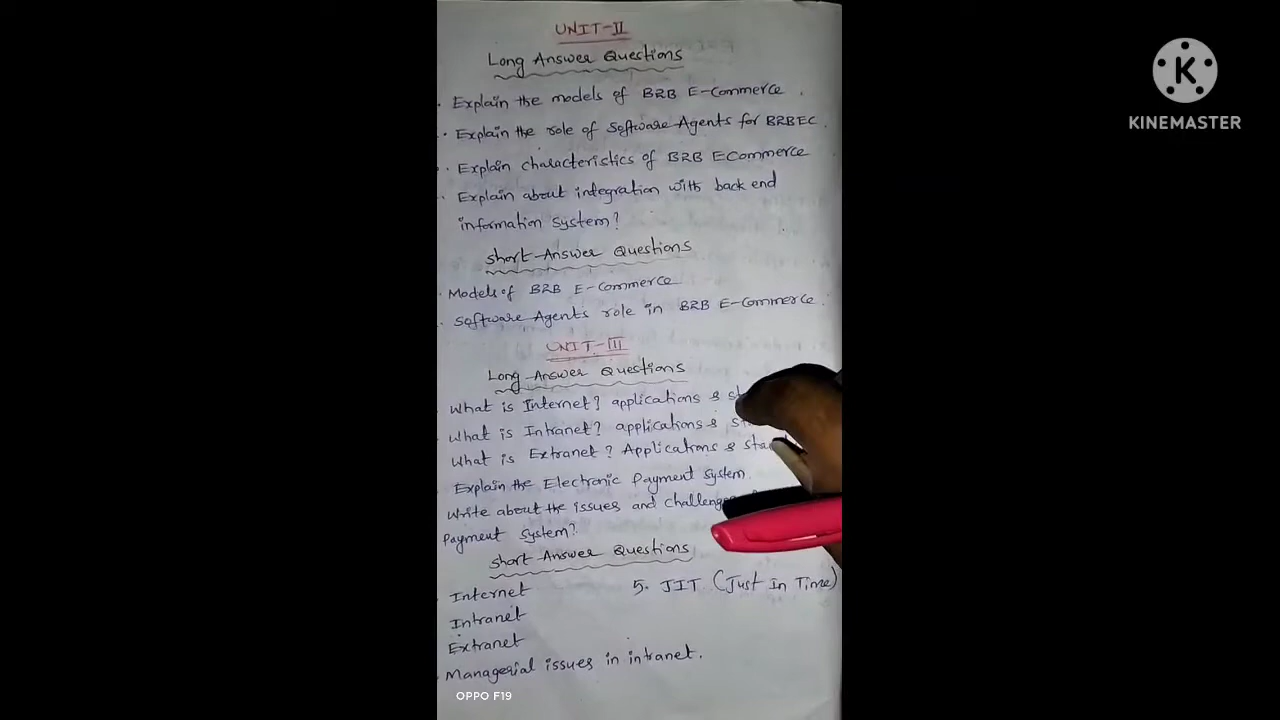 UNIT-II
Long Answer Questions
Explain the models of B2B E-Commerce.
Explain the role of Software Agents for B2BEC.
Explain characteristics of B2B ECommerce
Explain about integration with back end
information system?
Short Answer Questions
Models of B2B E-Commerce
Software Agents role in B2B E-Commerce.
UNIT-III
Long Answer Questions
What is Internet? applications &
What is Intranet? applications &
What is Extranet? Applications &
Explain the Electronic Payment System.
Write about the issues and
Payment System?
Short Answer Questions
Internet 5. JIT (Just In Time)
Intranet
Extranet
Managerial issues in intranet.
OPPO F19
K
KINEMASTER